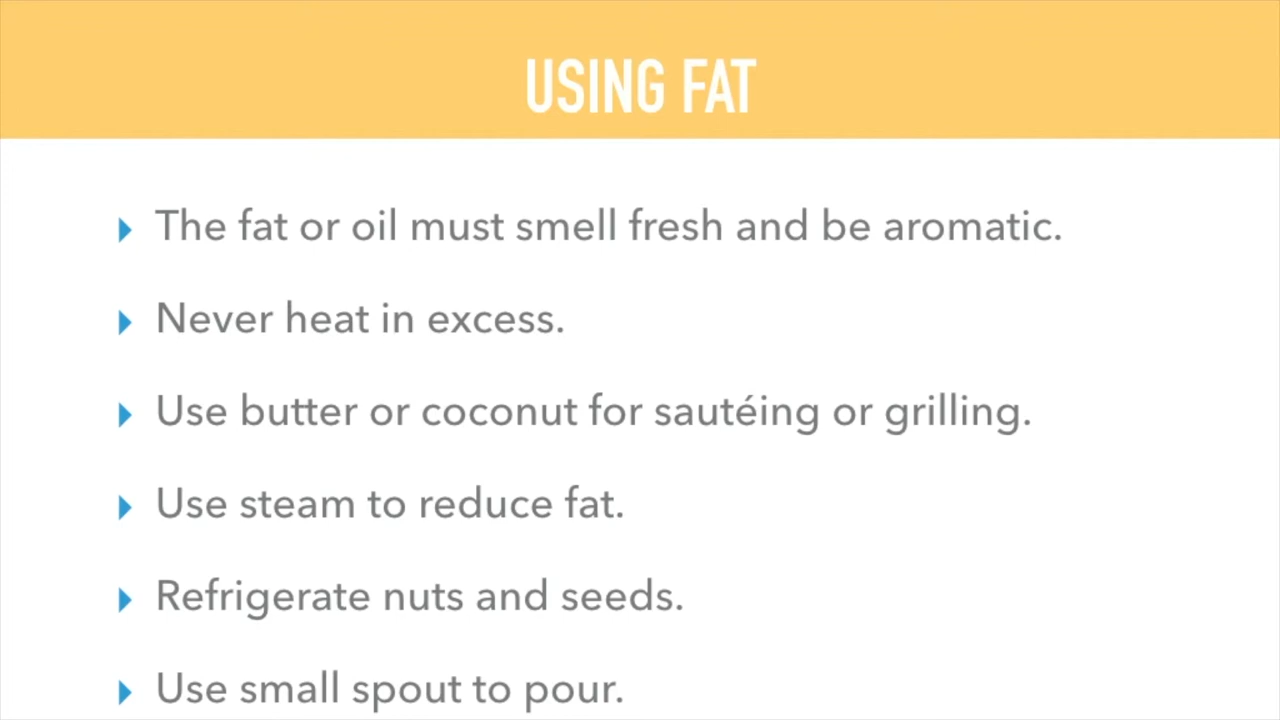 USING FAT
The fat or oil must smell fresh and be aromatic.
Never heat in excess.
Use butter or coconut for sautéing or grilling.
Use steam to reduce fat.
Refrigerate nuts and seeds.
Use small spout to pour.